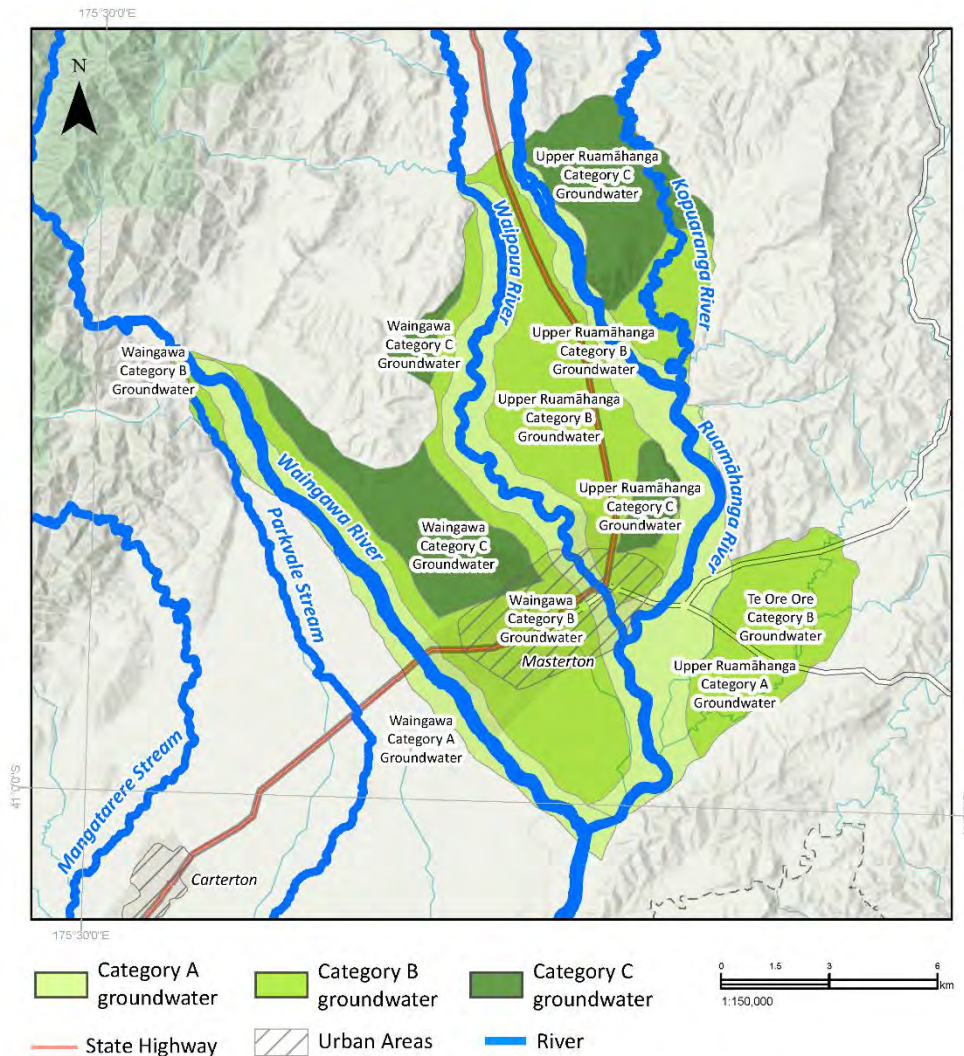 175°30'0"E
N
Upper Ruamāhanga
Category C
Groundwater
Kopuaranga River
Waipoua River
Waingawa
Category C
Groundwater
Upper Ruamāhanga
Category B
Groundwater
Waingawa
Category B
Groundwater
Upper Ruamāhanga
Category B
Groundwater
Ruamāhanga River
Waingawa River
Upper Ruamāhanga
Category C
Groundwater
Parkvale Stream
Waingawa
Category C
Groundwater
Waingawa
Category B
Groundwater
Masterton
Te Ore Ore
Category B
Groundwater
Upper Ruamāhanga
Category A
Groundwater
Waingawa
Category A
Groundwater
Mangatarere Stream
41°0'0"S
Carterton
175°30'0"E
Category A
groundwater
Category B
groundwater
Category C
groundwater
0 1.5 3 6
km
1:150,000
State Highway
Urban Areas
River